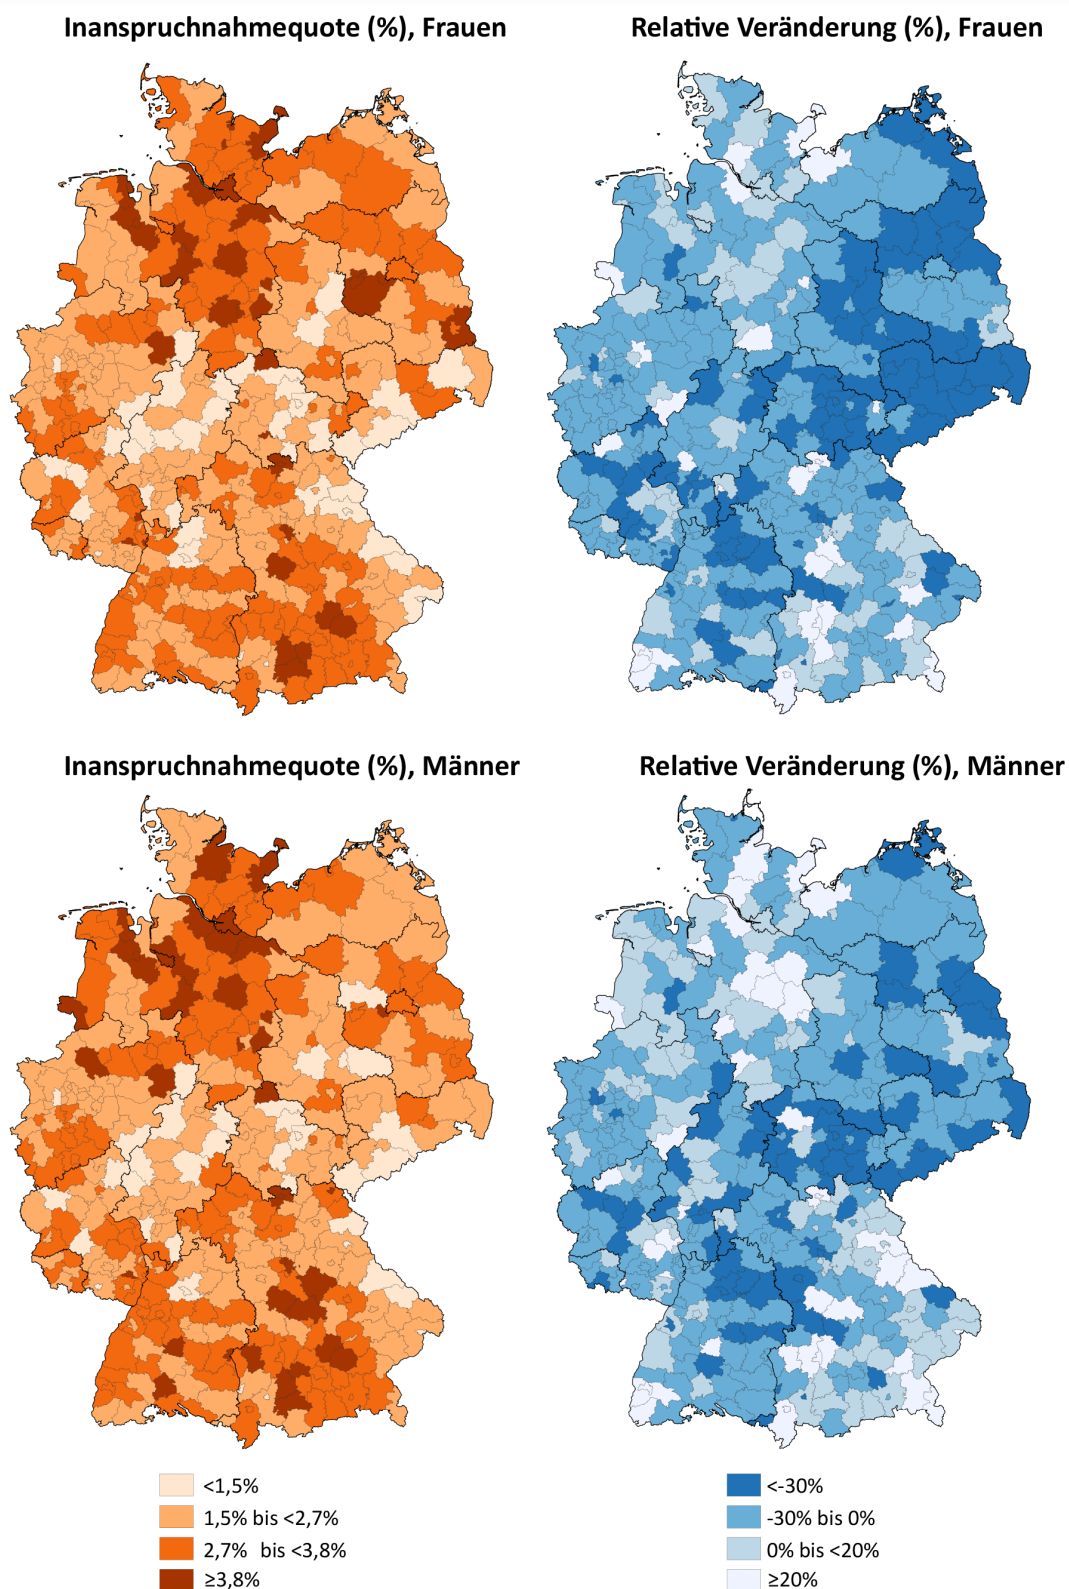 Inanspruchnahmequote (%), Frauen
Relative Veränderung (%), Frauen
Inanspruchnahmequote (%), Männer
Relative Veränderung (%), Männer
<1,5%
1,5% bis <2,7%
2,7% bis <3,8%
≥3,8%
<-30%
-30% bis 0%
0% bis <20%
≥20%